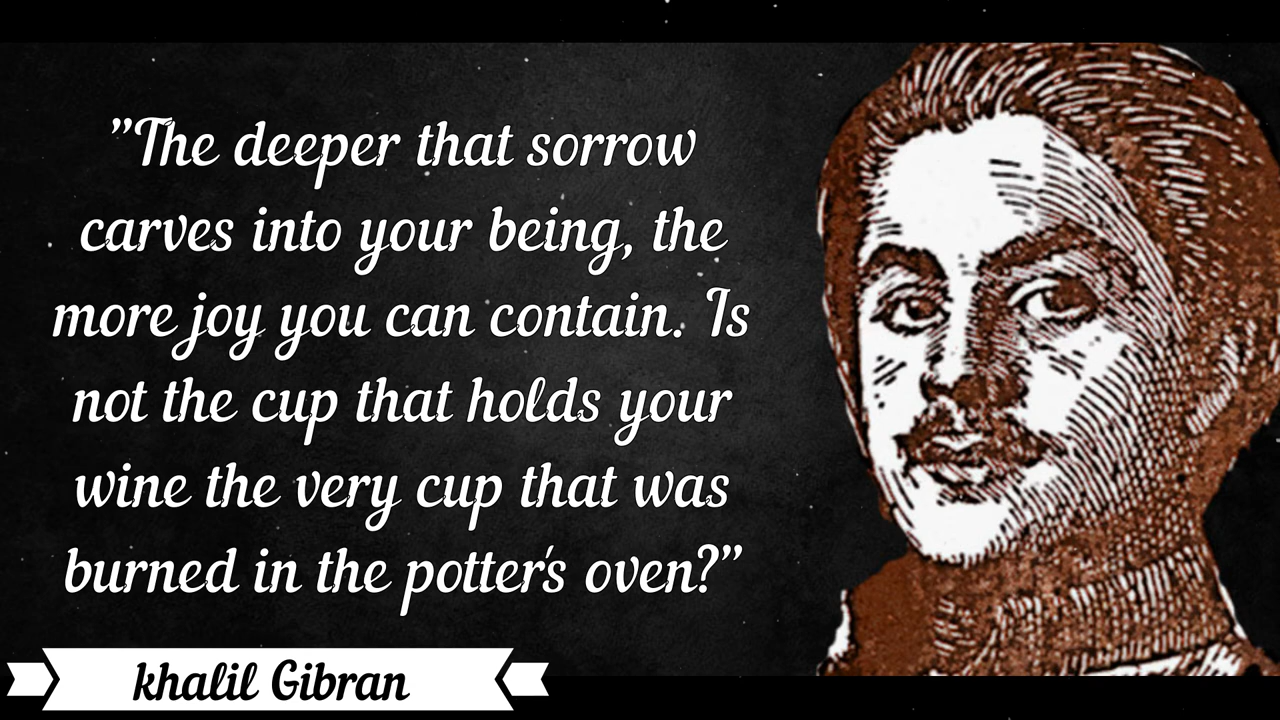 ”The deeper that sorrow
carves into your being, the
more joy you can contain. Is
not the cup that holds your
wine the very cup that was
burned in the potter's oven?”
khalil Gibran